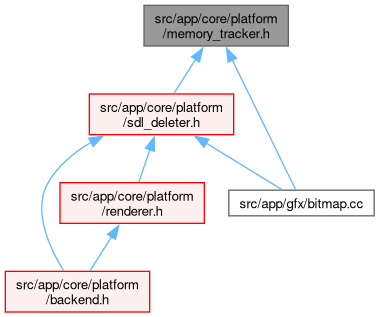 src/app/core/platform
/memory_tracker.h
src/app/core/platform
/sdl_deleter.h
src/app/core/platform
/renderer.h
src/app/gfx/bitmap.cc
src/app/core/platform
/backend.h